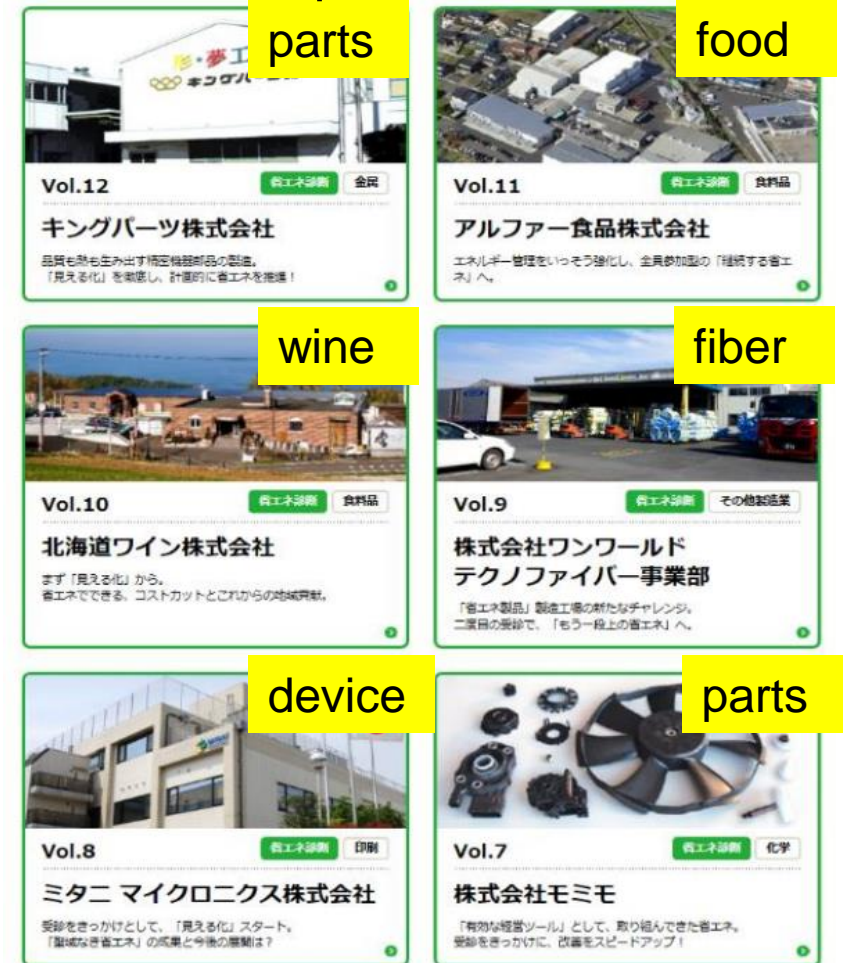 parts
キングパーツ
Vol.12 省エネ診断 金属
キングパーツ株式会社
品質も熱も生み出す精密機器部品の製造。
「見える化」を徹底し、計画的に省エネを推進！
food
Vol.11 省エネ診断 食料品
アルファー食品株式会社
エネルギー管理をいっそう強化し、全員参加型の「継続する省エ
ネ」へ。
wine
Vol.10 省エネ診断 食料品
北海道ワイン株式会社
まず「見える化」から。
省エネでできる、コストカットとこれからの地域貢献。
fiber
Vol.9 省エネ診断 その他製造業
株式会社ワンワールド
テクノファイバー事業部
「省エネ製品」製造工場の新たなチャレンジ。
二度目の受診で、「もう一段上の省エネ」へ。
device
Vol.8 省エネ診断 印刷
ミタニ マイクロニクス株式会社
受診をきっかけとして、「見える化」スタート。
「聖域なき省エネ」の成果と今後の展開は？
parts
Vol.7 省エネ診断 化学
株式会社モミモ
「有効な経営ツール」として、取り組んできた省エネ。
受診をきっかけに、改善をスピードアップ！